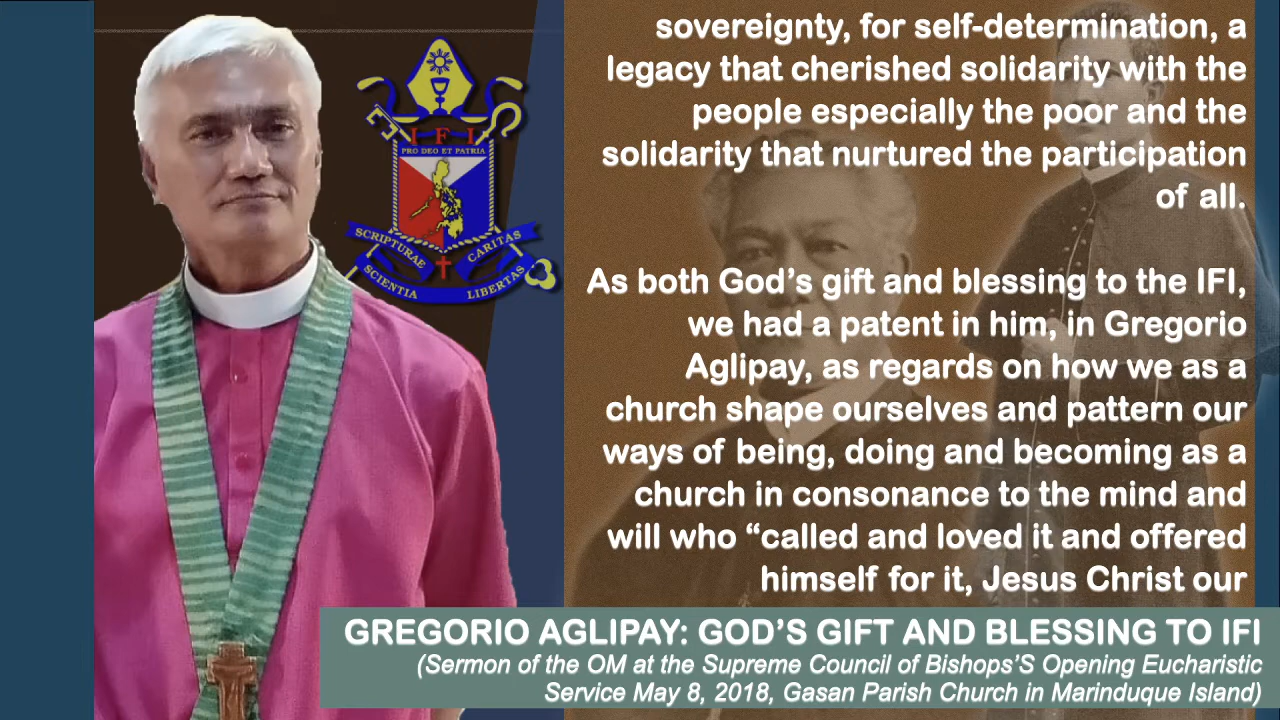 I F I
PRO DEO ET PATRIA
SCRIPTURAE
CARITAS
SCIENTIA
LIBERTAS
sovereignty, for self-determination, a
legacy that cherished solidarity with the
people especially the poor and the
solidarity that nurtured the participation
of all.
As both God’s gift and blessing to the IFI,
we had a patent in him, in Gregorio
Aglipay, as regards on how we as a
church shape ourselves and pattern our
ways of being, doing and becoming as a
church in consonance to the mind and
will who “called and loved it and offered
himself for it, Jesus Christ our
GREGORIO AGLIPAY: GOD’S GIFT AND BLESSING TO IFI
(Sermon of the OM at the Supreme Council of Bishops’S Opening Eucharistic
Service May 8, 2018, Gasan Parish Church in Marinduque Island)